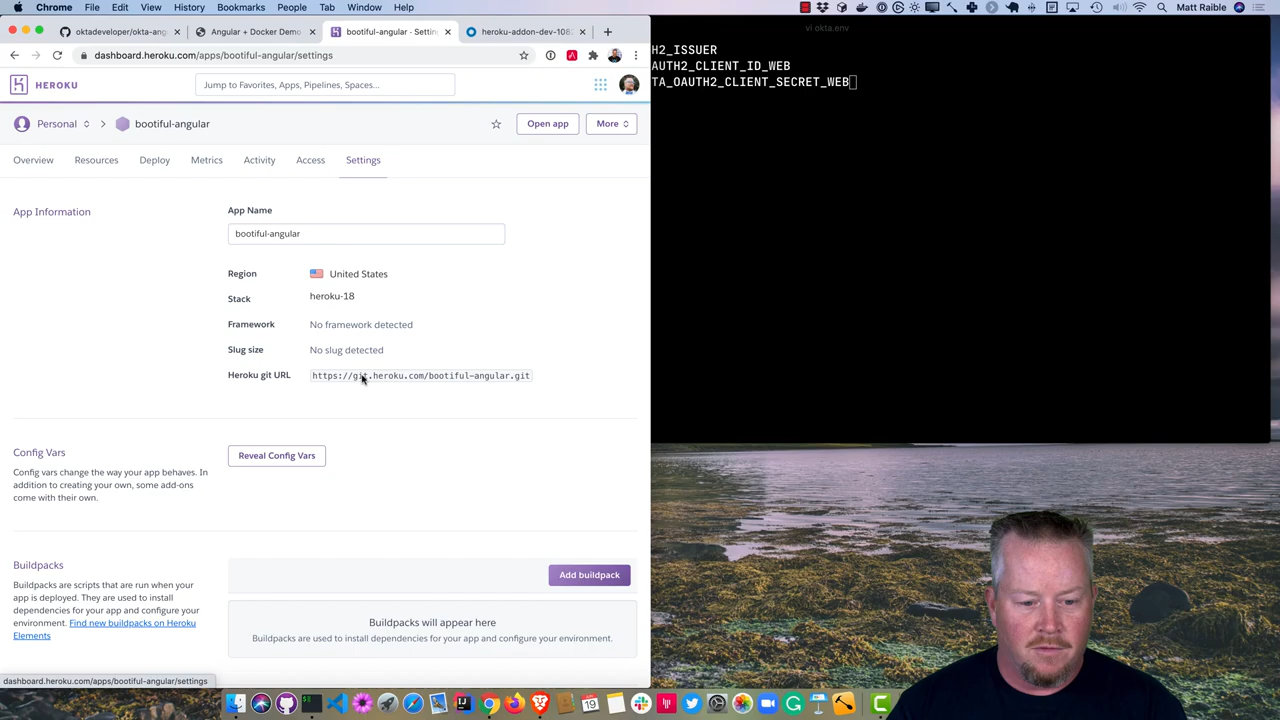 Chrome File Edit View History Bookmarks People Tab Window Help Matt Raible
oktadeveloper/okta-ang
Angular + Docker Demo
bootiful-angular · Settin
heroku-addon-dev-108
dashboard.heroku.com/apps/bootiful-angular/settings
HEROKU
Jump to Favorites, Apps, Pipelines, Spaces...
Personal > bootiful-angular
Open app
More
Overview Resources Deploy Metrics Activity Access Settings
App Information
App Name
bootiful-angular
Region United States
Stack heroku-18
Framework No framework detected
Slug size No slug detected
Heroku git URL https://git.heroku.com/bootiful-angular.git
Config Vars
Config vars change the way your app behaves. In
addition to creating your own, some add-ons
come with their own.
Reveal Config Vars
Buildpacks
Buildpacks are scripts that are run when your
app is deployed. They are used to install
dependencies for your app and configure your
environment. Find new buildpacks on Heroku
Elements
Add buildpack
Buildpacks will appear here
Buildpacks are used to install dependencies for your app and configure your environment.
dashboard.heroku.com/apps/bootiful-angular/settings
vi okta.env
H2_ISSUER
AUTH2_CLIENT_ID_WEB
TA_OAUTH2_CLIENT_SECRET_WEB
19